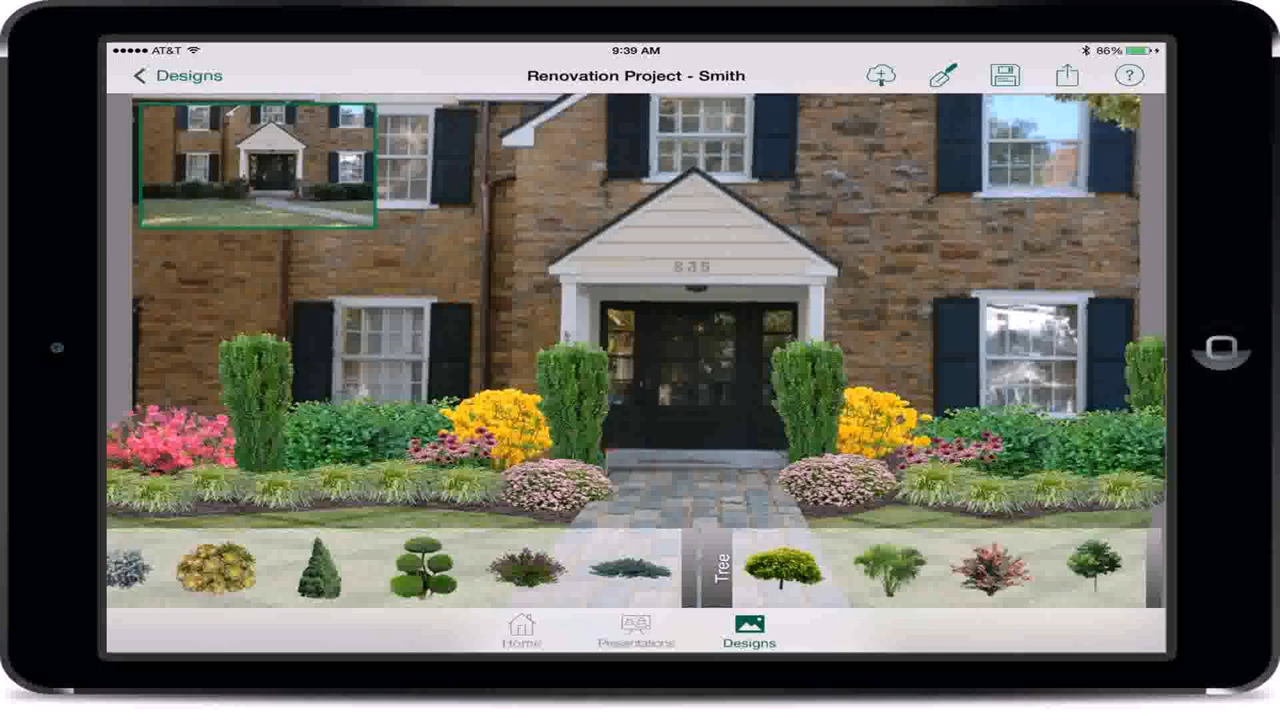 AT&T 9:39 AM 86%
Designs Renovation Project - Smith ?
835
Tree
Home Presentations Designs